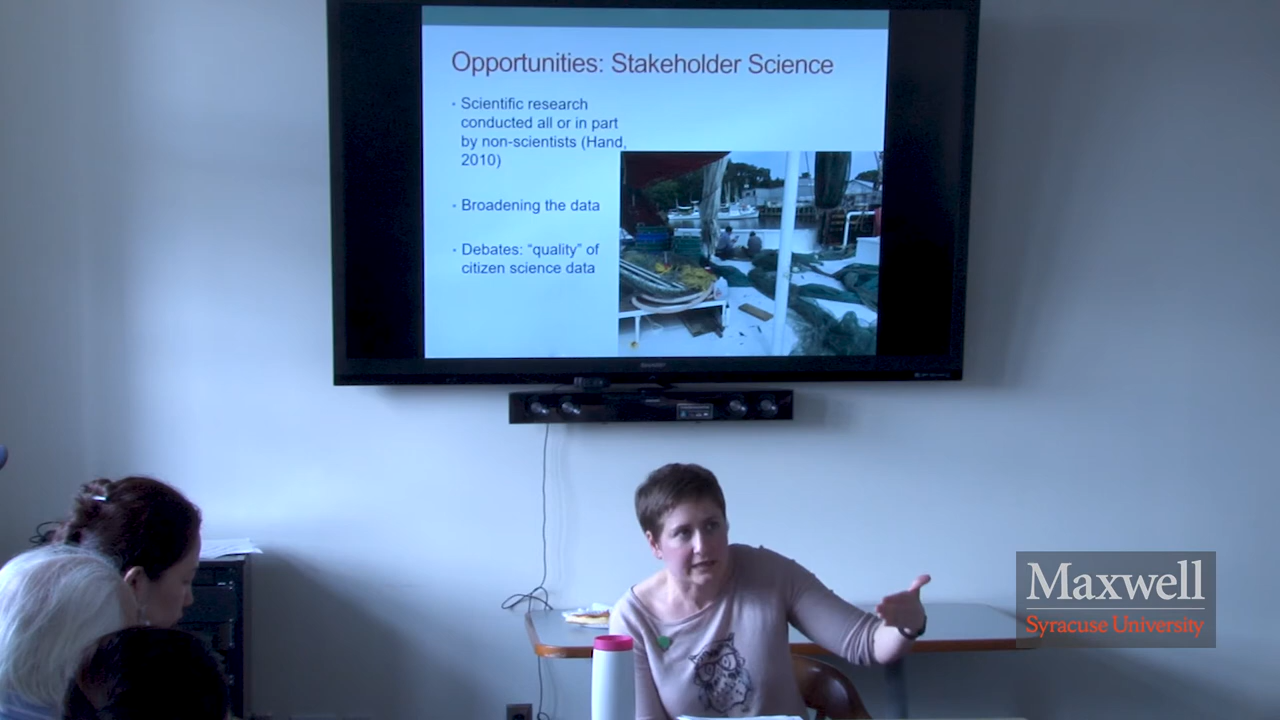 Opportunities: Stakeholder Science
• Scientific research
conducted all or in part
by non-scientists (Hand,
2010)
• Broadening the data
• Debates: “quality” of
citizen science data
SHARP
Maxwell
Syracuse University